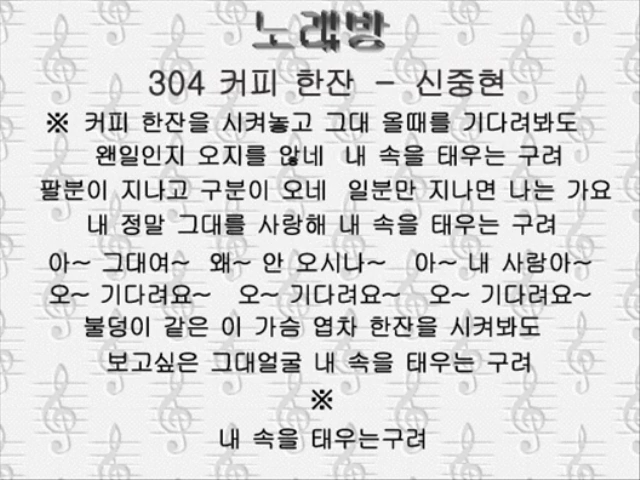 노래방
304 커피 한잔 - 신중현
※ 커피 한잔을 시켜놓고 그대 올때를 기다려봐도
왠일인지 오지를 않네 내 속을 태우는 구려
팔분이 지나고 구분이 오네 일분만 지나면 나는 가요
내 정말 그대를 사랑해 내 속을 태우는 구려
아~ 그대여~ 왜~ 안 오시나~ 아~ 내 사랑아~
오~ 기다려요~ 오~ 기다려요~ 오~ 기다려요~
불덩이 같은 이 가슴 엽차 한잔을 시켜봐도
보고싶은 그대얼굴 내 속을 태우는 구려
※
내 속을 태우는구려